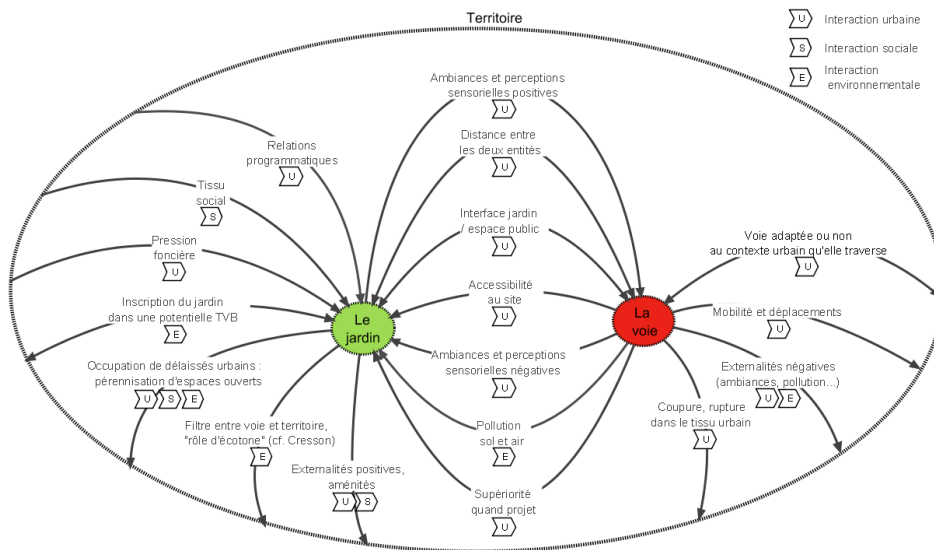 Territoire
U Interaction urbaine
S Interaction sociale
E Interaction
environnementale
Ambiances et perceptions
sensorielles positives
U
Relations
programmatiques
U
Distance entre
les deux entités
U
Tissu
social
S
Interface jardin
/ espace public
U
Pression
foncière
U
Voie adaptée ou non
au contexte urbain qu'elle traverse
U
Accessibilité
au site
U
Inscription du jardin
dans une potentielle TVB
E
Le
jardin
La
voie
Mobilité et déplacements
U
Occupation de délaissés urbains :
pérennisation d'espaces ouverts
U S E
Ambiances et perceptions
sensorielles négatives
U
Externalités négatives
(ambiances, pollution...)
U E
Coupure, rupture
dans le tissu urbain
U
Filtre entre voie et territoire,
"rôle d'écotone" (cf. Cresson)
E
Pollution
sol et air
E
Externalités positives,
aménités
U S
Supériorité
quand projet
U